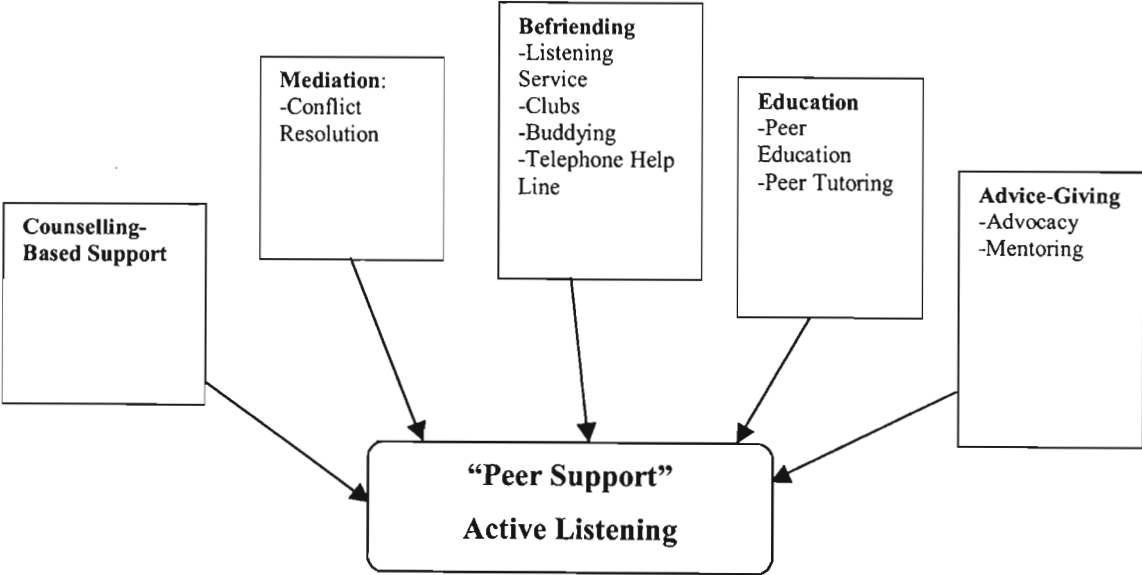 Counselling-
Based Support
Mediation:
-Conflict
Resolution
Befriending
-Listening
Service
-Clubs
-Buddying
-Telephone Help
Line
Education
-Peer
Education
-Peer Tutoring
Advice-Giving
-Advocacy
-Mentoring
“Peer Support”
Active Listening